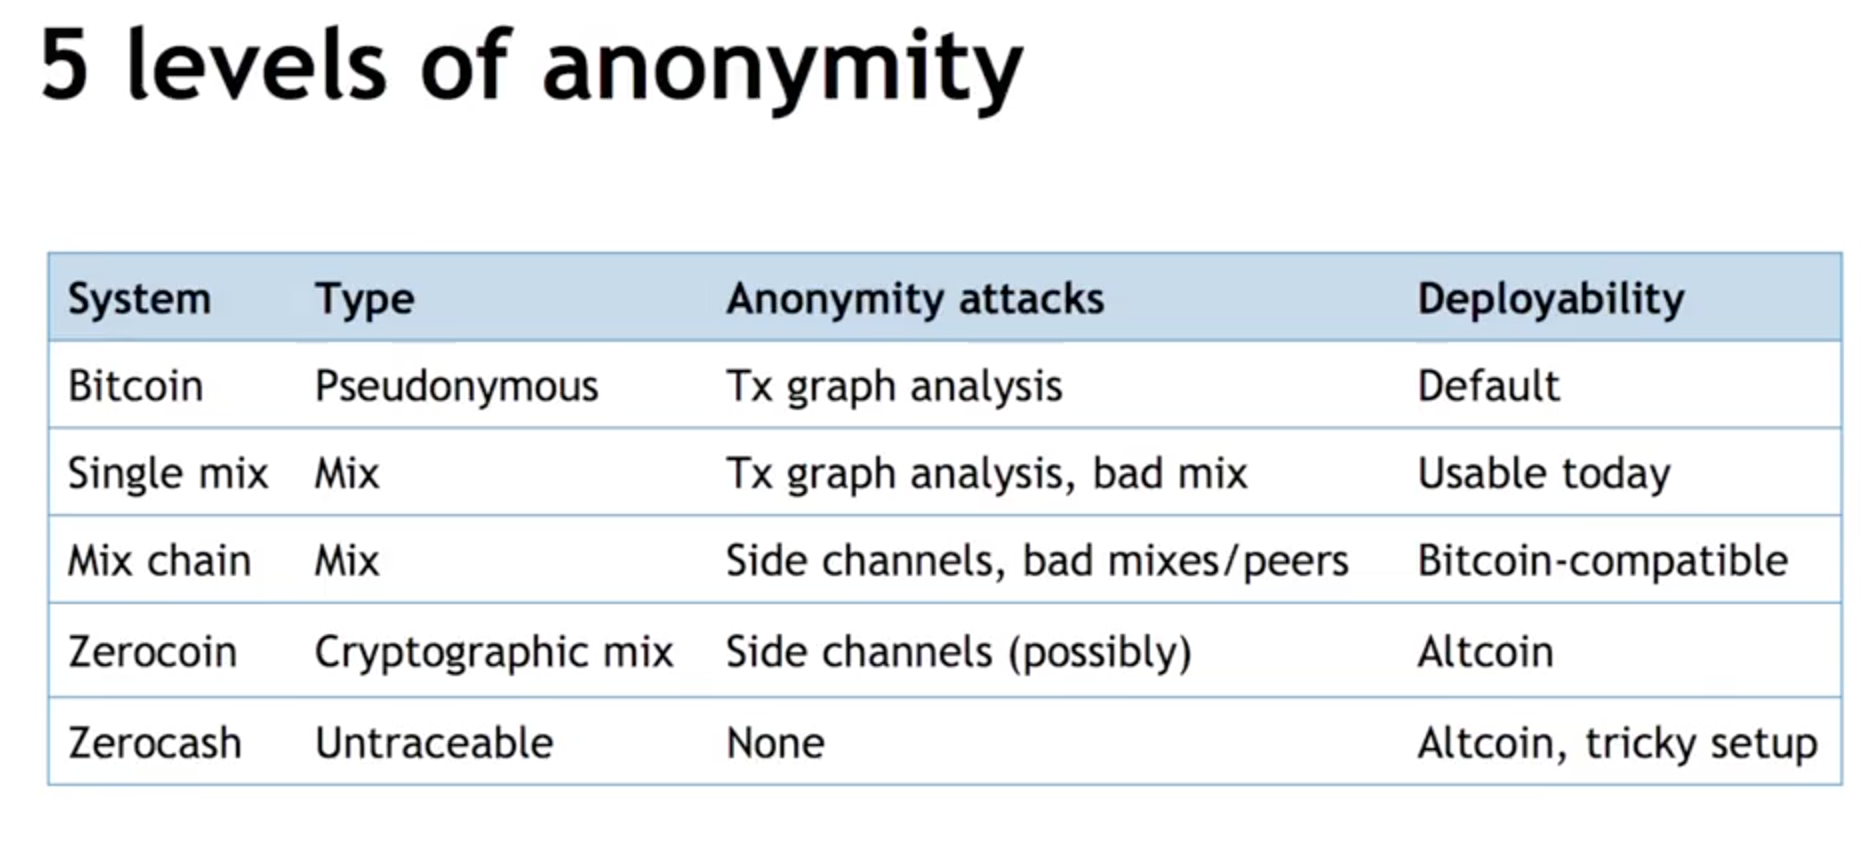 5 levels of anonymity
System Type Anonymity attacks Deployability
Bitcoin Pseudonymous Tx graph analysis Default
Single mix Mix Tx graph analysis, bad mix Usable today
Mix chain Mix Side channels, bad mixes/peers Bitcoin-compatible
Zerocoin Cryptographic mix Side channels (possibly) Altcoin
Zerocash Untraceable None Altcoin, tricky setup